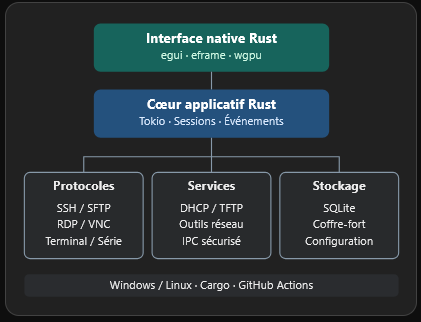 Interface native Rust
egui · eframe · wgpu
Cœur applicatif Rust
Tokio · Sessions · Événements
Protocoles
SSH / SFTP
RDP / VNC
Terminal / Série
Services
DHCP / TFTP
Outils réseau
IPC sécurisé
Stockage
SQLite
Coffre-fort
Configuration
Windows / Linux · Cargo · GitHub Actions